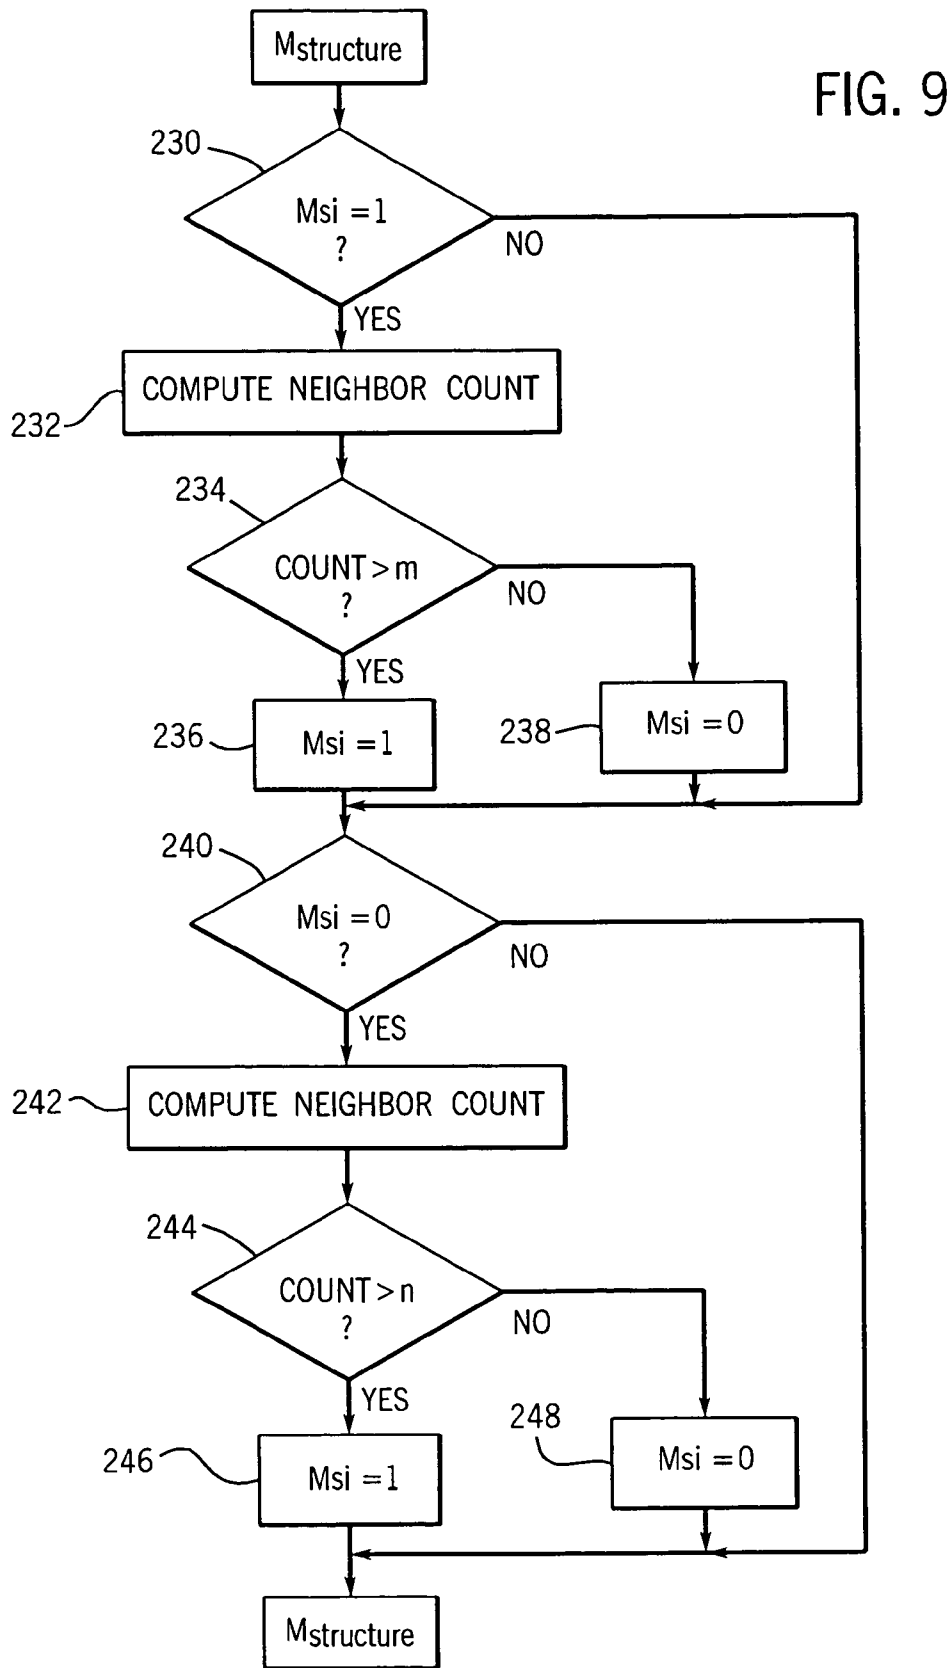 Mstructure
FIG. 9
230
Msi = 1
?
NO
YES
COMPUTE NEIGHBOR COUNT
232
234
COUNT > m
?
NO
YES
236
Msi = 1
238
Msi = 0
240
Msi = 0
?
NO
YES
242
COMPUTE NEIGHBOR COUNT
244
COUNT > n
?
NO
YES
246
Msi = 1
248
Msi = 0
Mstructure